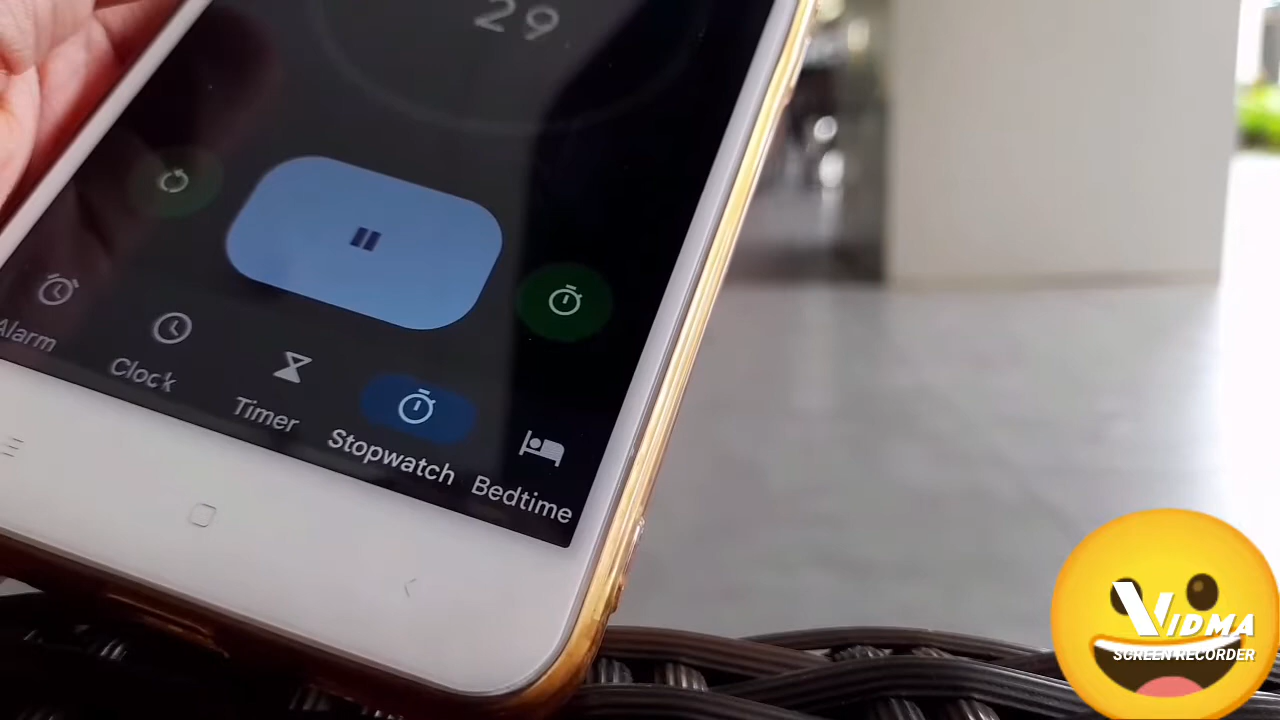 29
Alarm
Clock
Timer
Stopwatch
Bedtime
VIDMA
SCREEN RECORDER